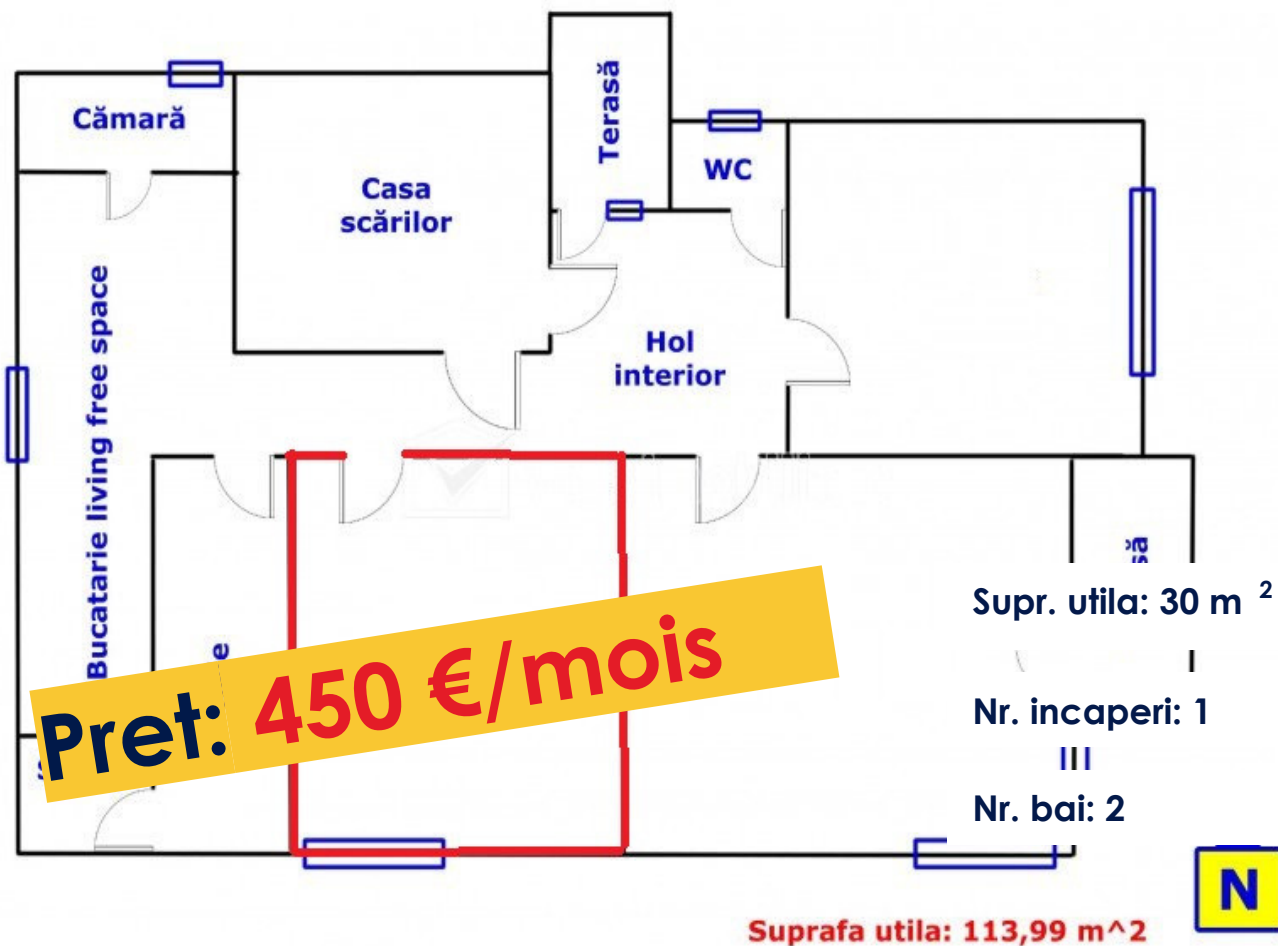 Cămară
Casa
scărilor
Terasă
WC
Hol
interior
Bucatarie living free space
să
e
Pret: 450 €/mois
Supr. utila: 30 m ²
Nr. incaperi: 1
Nr. bai: 2
N
Suprafa utila: 113,99 m^2